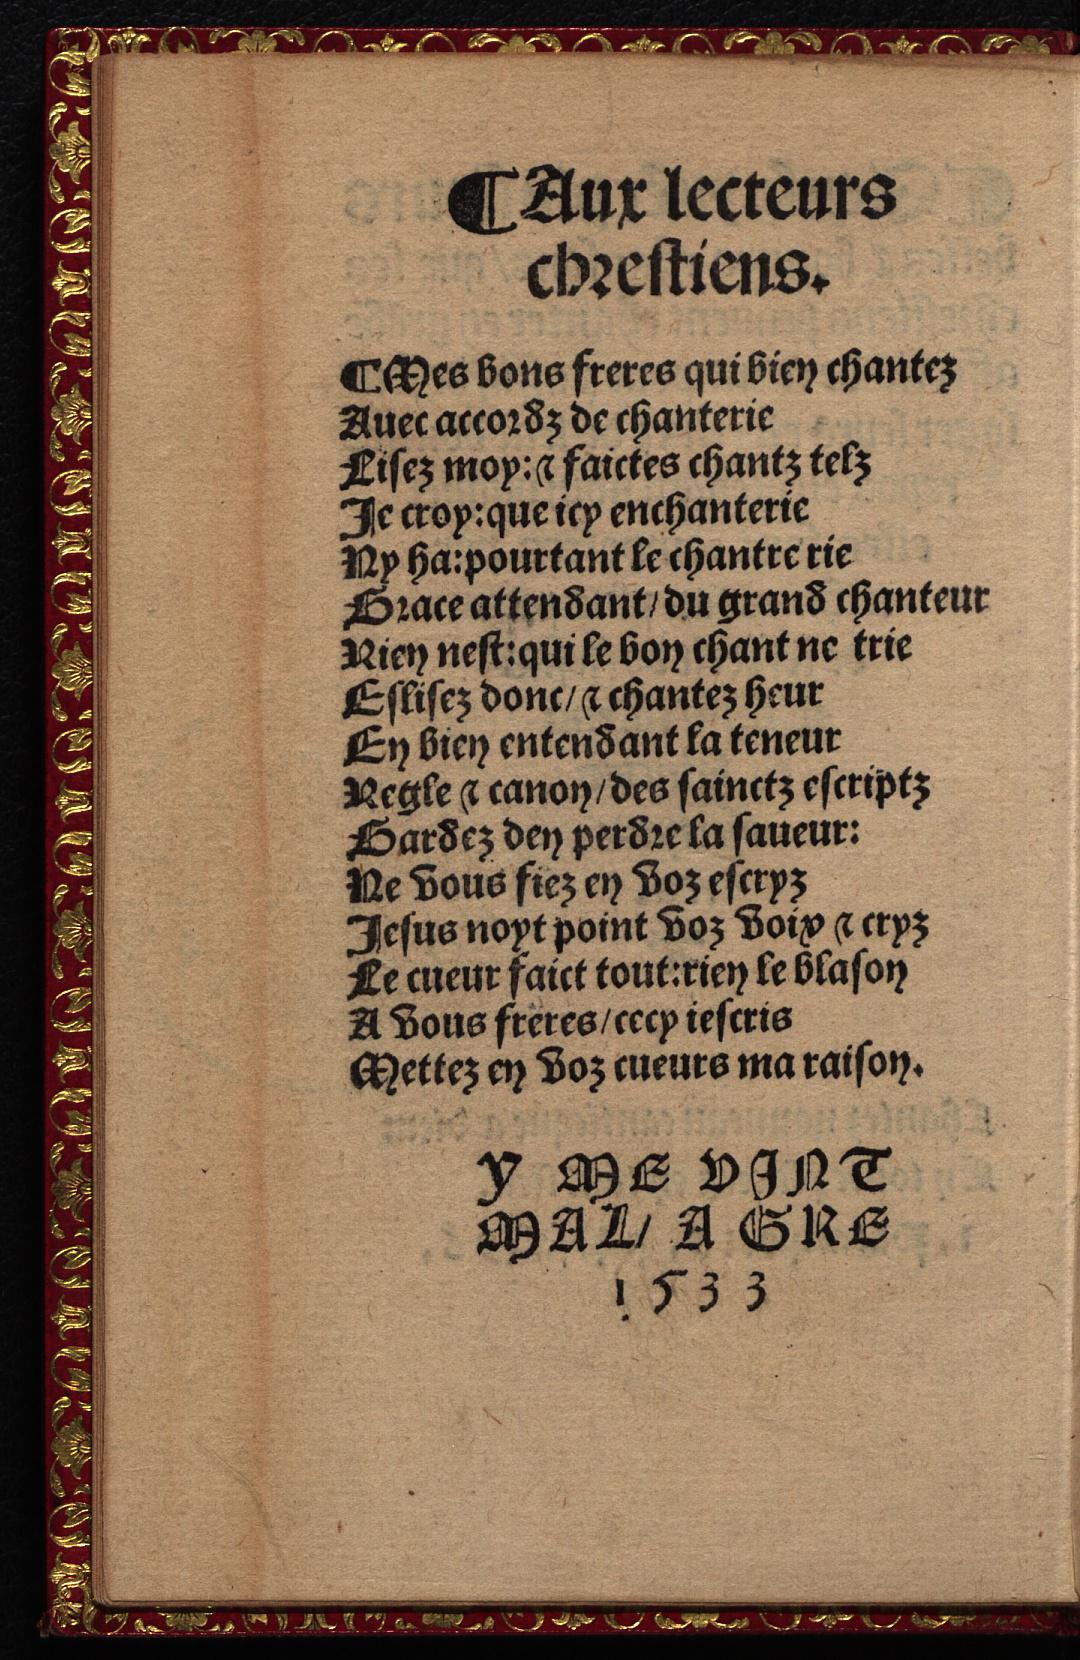 ¶ Aux lecteurs
chrestiens.
¶ Mes bons freres qui bien chantez
Auec accordz de chanterie
Lisez moy: ⁊ faictes chantz telz
Je croy: que icy enchanterie
Ny ha: pourtant le chantre rie
Grace attendant/ du grand chanteur
Rien nest: qui le bon chant ne trie
Eslisez donc/ ⁊ chantez heur
En bien entendant la teneur
Regle ⁊ canon/ des sainctz escriptz
Gardez den perdre la saueur:
Ne vous fiez en voz escryz
Jesus noyt point voz voix ⁊ cryz
Le cueur faict tout: rien le blason
A vous freres/ cecy iescris
Mettez en voz cueurs ma raison.
Y ME VINT
MAL/ A GRE
1533